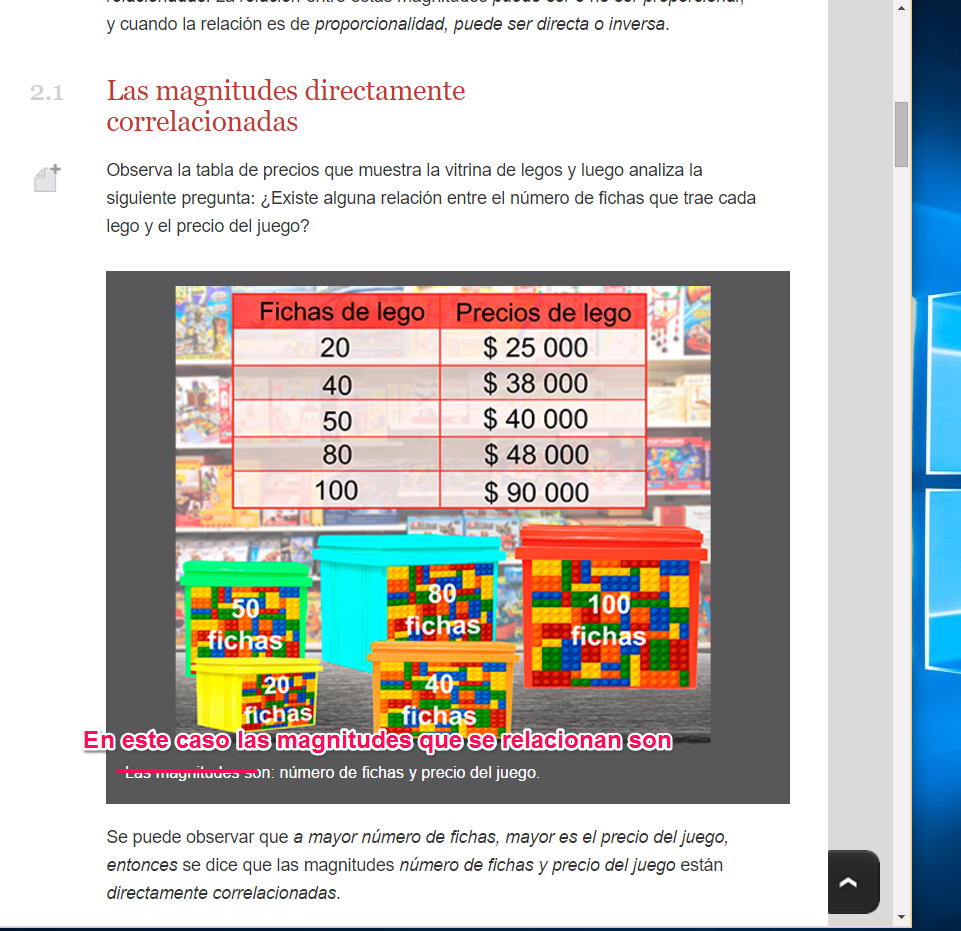 y cuando la relación es de proporcionalidad, puede ser directa o inversa.
2.1
Las magnitudes directamente
correlacionadas
Observa la tabla de precios que muestra la vitrina de legos y luego analiza la
siguiente pregunta: ¿Existe alguna relación entre el número de fichas que trae cada
lego y el precio del juego?
Fichas de lego Precios de lego
20 $ 25 000
40 $ 38 000
50 $ 40 000
80 $ 48 000
100 $ 90 000
50
fichas
80
fichas
100
fichas
20
fichas
40
fichas
En este caso las magnitudes que se relacionan son
Las magnitudes son: número de fichas y precio del juego.
Se puede observar que a mayor número de fichas, mayor es el precio del juego,
entonces se dice que las magnitudes número de fichas y precio del juego están
directamente correlacionadas.